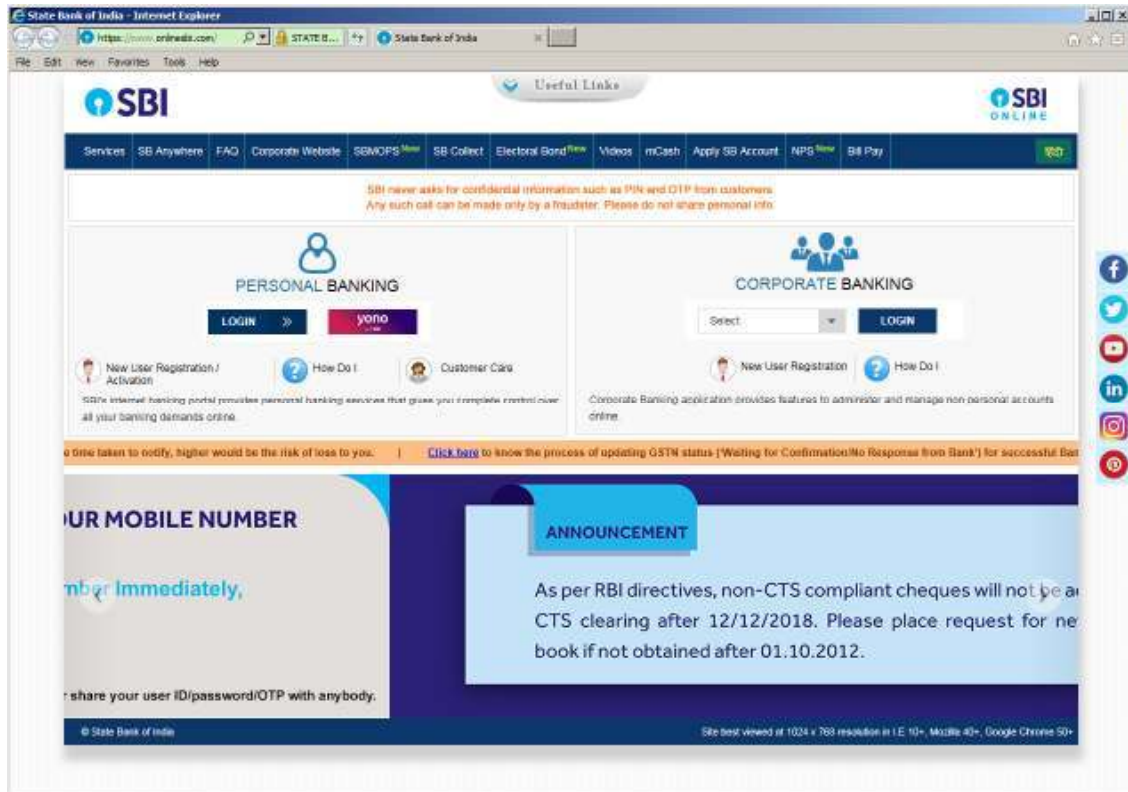 State Bank of India - Internet Explorer
https://www.onlinesbi.com/ STATE B... State Bank of India
File Edit View Favorites Tools Help
SBI
Useful Links
SBI
ONLINE
Services SB Anywhere FAQ Corporate Website SBMOPS New SB Collect Electoral Bond New Videos mCash Apply SB Account NPS New Bill Pay हिंदी
SBI never asks for confidential information such as PIN and OTP from customers.
Any such call can be made only by a fraudster. Please do not share personal info.
PERSONAL BANKING
LOGIN »
yono
New User Registration /
Activation
How Do I
Customer Care
SBI's internet banking portal provides personal banking services that gives you complete control over
all your banking demands online.
CORPORATE BANKING
Select
LOGIN
New User Registration
How Do I
Corporate Banking application provides features to administer and manage non personal accounts
online.
e time taken to notify, higher would be the risk of loss to you. | Click here to know the process of updating GSTN status ('Waiting for Confirmation/No Response from Bank') for successful Ban
OUR MOBILE NUMBER
mber Immediately,
r share your user ID/password/OTP with anybody.
ANNOUNCEMENT
As per RBI directives, non-CTS compliant cheques will not be a
CTS clearing after 12/12/2018. Please place request for ne
book if not obtained after 01.10.2012.
© State Bank of India
Site best viewed at 1024 x 768 resolution in I.E 10+, Mozilla 40+, Google Chrome 50+